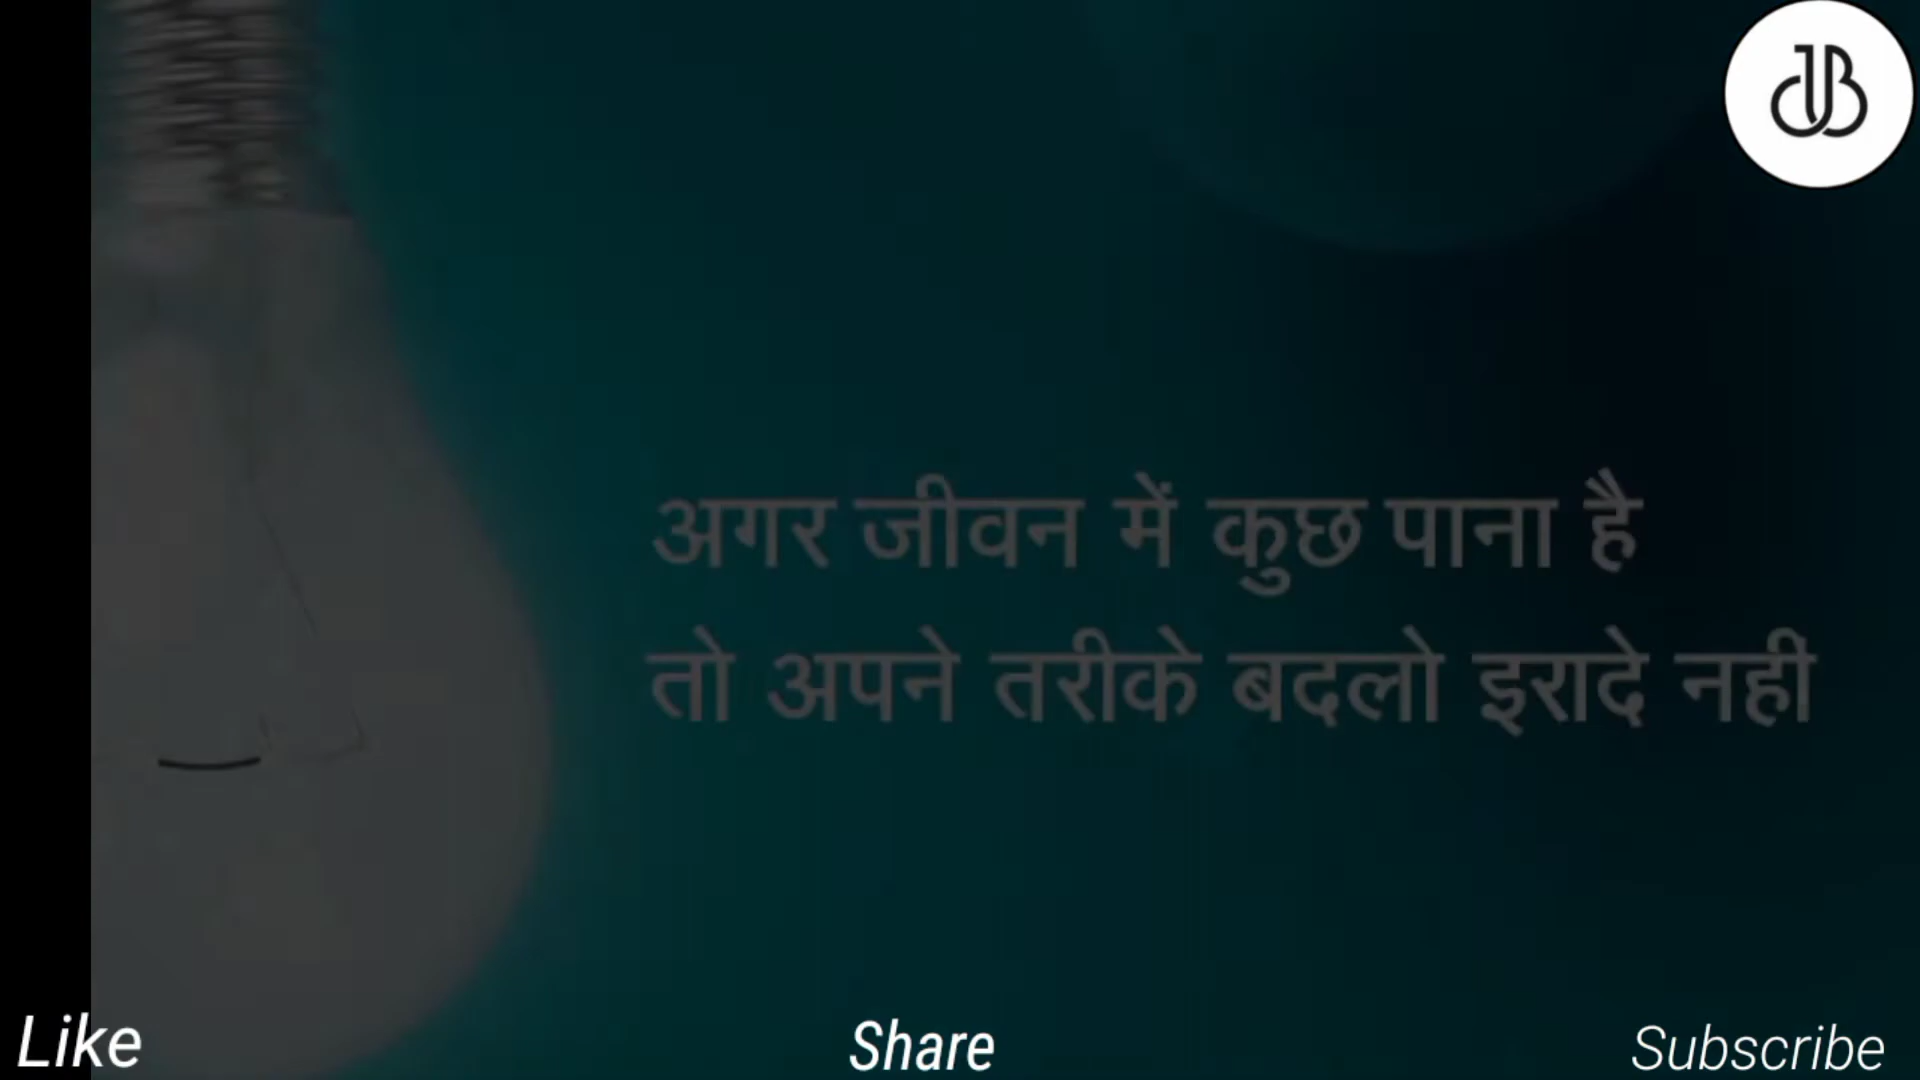 अगर जीवन में कुछ पाना है
तो अपने तरीके बदलो इरादे नही
Like
Share
Subscribe